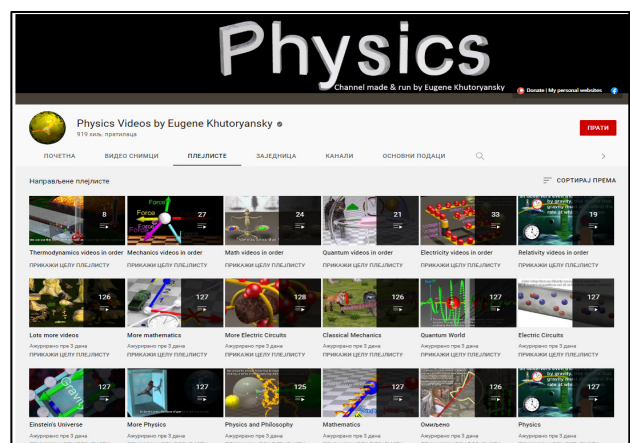 Physics
Channel made & run by Eugene Khutoryansky
Donate | My personal websites
Physics Videos by Eugene Khutoryansky
919 хиљ. пратилаца
ПРАТИ
ПОЧЕТНА ВИДЕО СНИМЦИ ПЛЕЈЛИСТЕ ЗАЈЕДНИЦА КАНАЛИ ОСНОВНИ ПОДАЦИ
Направљене плејлисте
СОРТИРАЈ ПРЕМА
8 27 24 21 33 19
Force
Force
Thermodynamics videos in order Mechanics videos in order Math videos in order Quantum videos in order Electricity videos in order Relativity videos in order
ПРИКАЖИ ЦЕЛУ ПЛЕЈЛИСТУ ПРИКАЖИ ЦЕЛУ ПЛЕЈЛИСТУ ПРИКАЖИ ЦЕЛУ ПЛЕЈЛИСТУ ПРИКАЖИ ЦЕЛУ ПЛЕЈЛИСТУ ПРИКАЖИ ЦЕЛУ ПЛЕЈЛИСТУ ПРИКАЖИ ЦЕЛУ ПЛЕЈЛИСТУ
126 127 128 126 127 127
Lots more videos More mathematics More Electric Circuits Classical Mechanics Quantum World Electric Circuits
Ажурирано пре 3 дана Ажурирано пре 3 дана Ажурирано пре 3 дана Ажурирано пре 3 дана Ажурирано пре 3 дана
ПРИКАЖИ ЦЕЛУ ПЛЕЈЛИСТУ ПРИКАЖИ ЦЕЛУ ПЛЕЈЛИСТУ ПРИКАЖИ ЦЕЛУ ПЛЕЈЛИСТУ ПРИКАЖИ ЦЕЛУ ПЛЕЈЛИСТУ ПРИКАЖИ ЦЕЛУ ПЛЕЈЛИСТУ ПРИКАЖИ ЦЕЛУ ПЛЕЈЛИСТУ
127 127 125 127 126 127
Einstein's Universe More Physics Physics and Philosophy Mathematics Омиљено Physics
Ажурирано пре 3 дана Ажурирано пре 3 дана Ажурирано пре 3 дана Ажурирано пре 3 дана Ажурирано пре 3 дана Ажурирано пре 3 дана